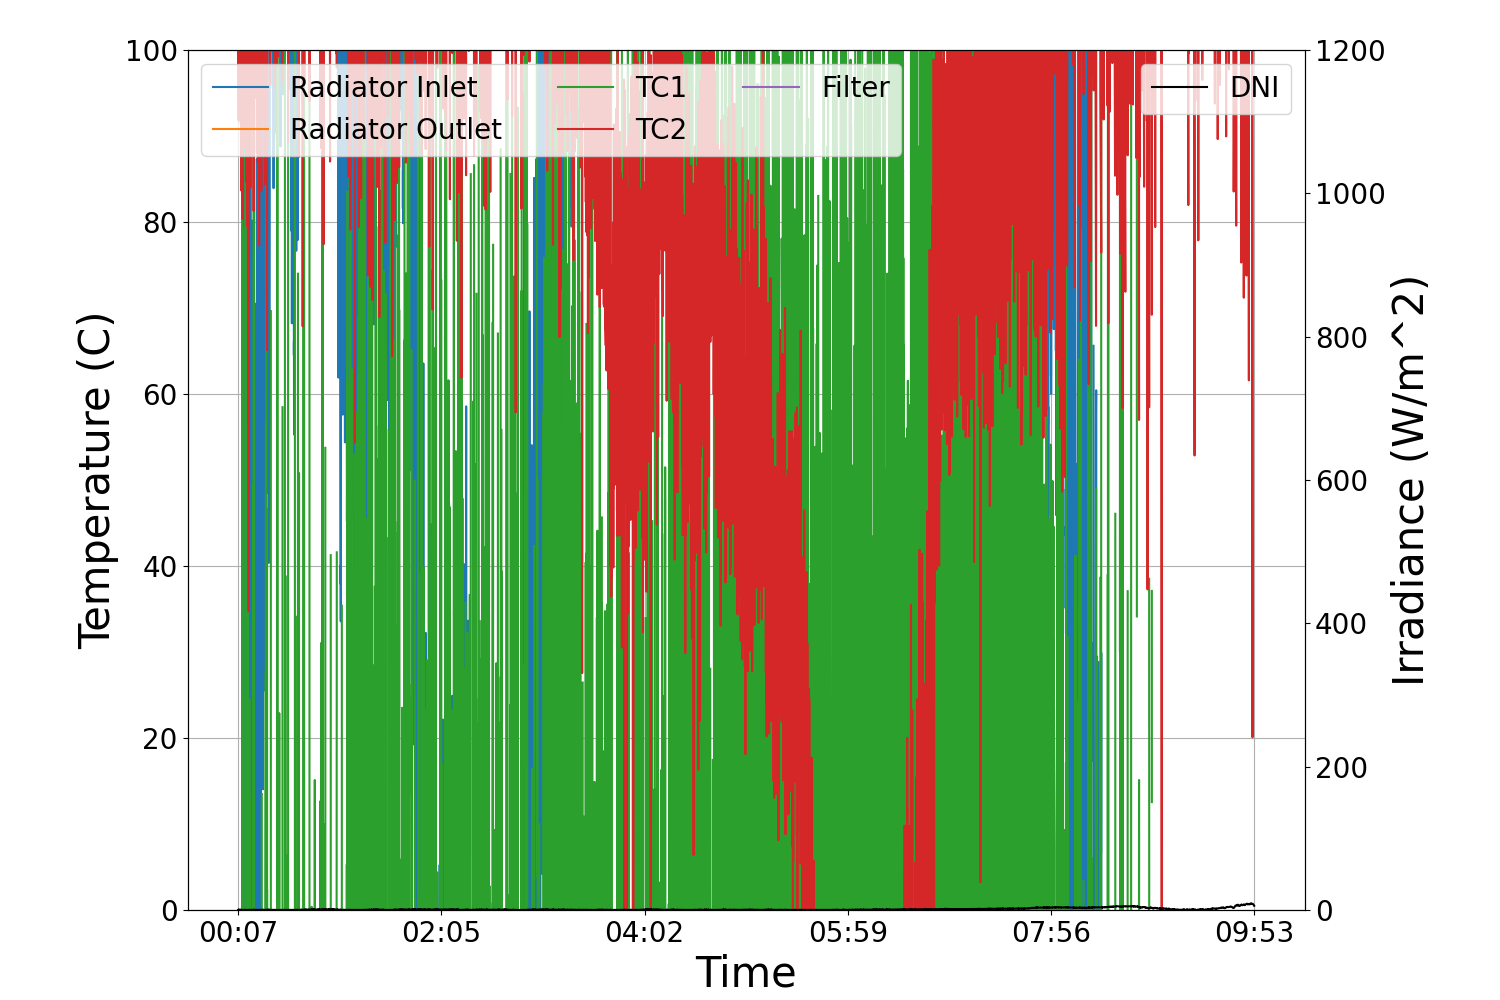 100
80
60
40
20
0
Temperature (C)
Radiator Inlet
Radiator Outlet
TC1
TC2
Filter
DNI
1200
1000
800
600
400
200
0
Irradiance (W/m^2)
00:07 02:05 04:02 05:59 07:56 09:53
Time